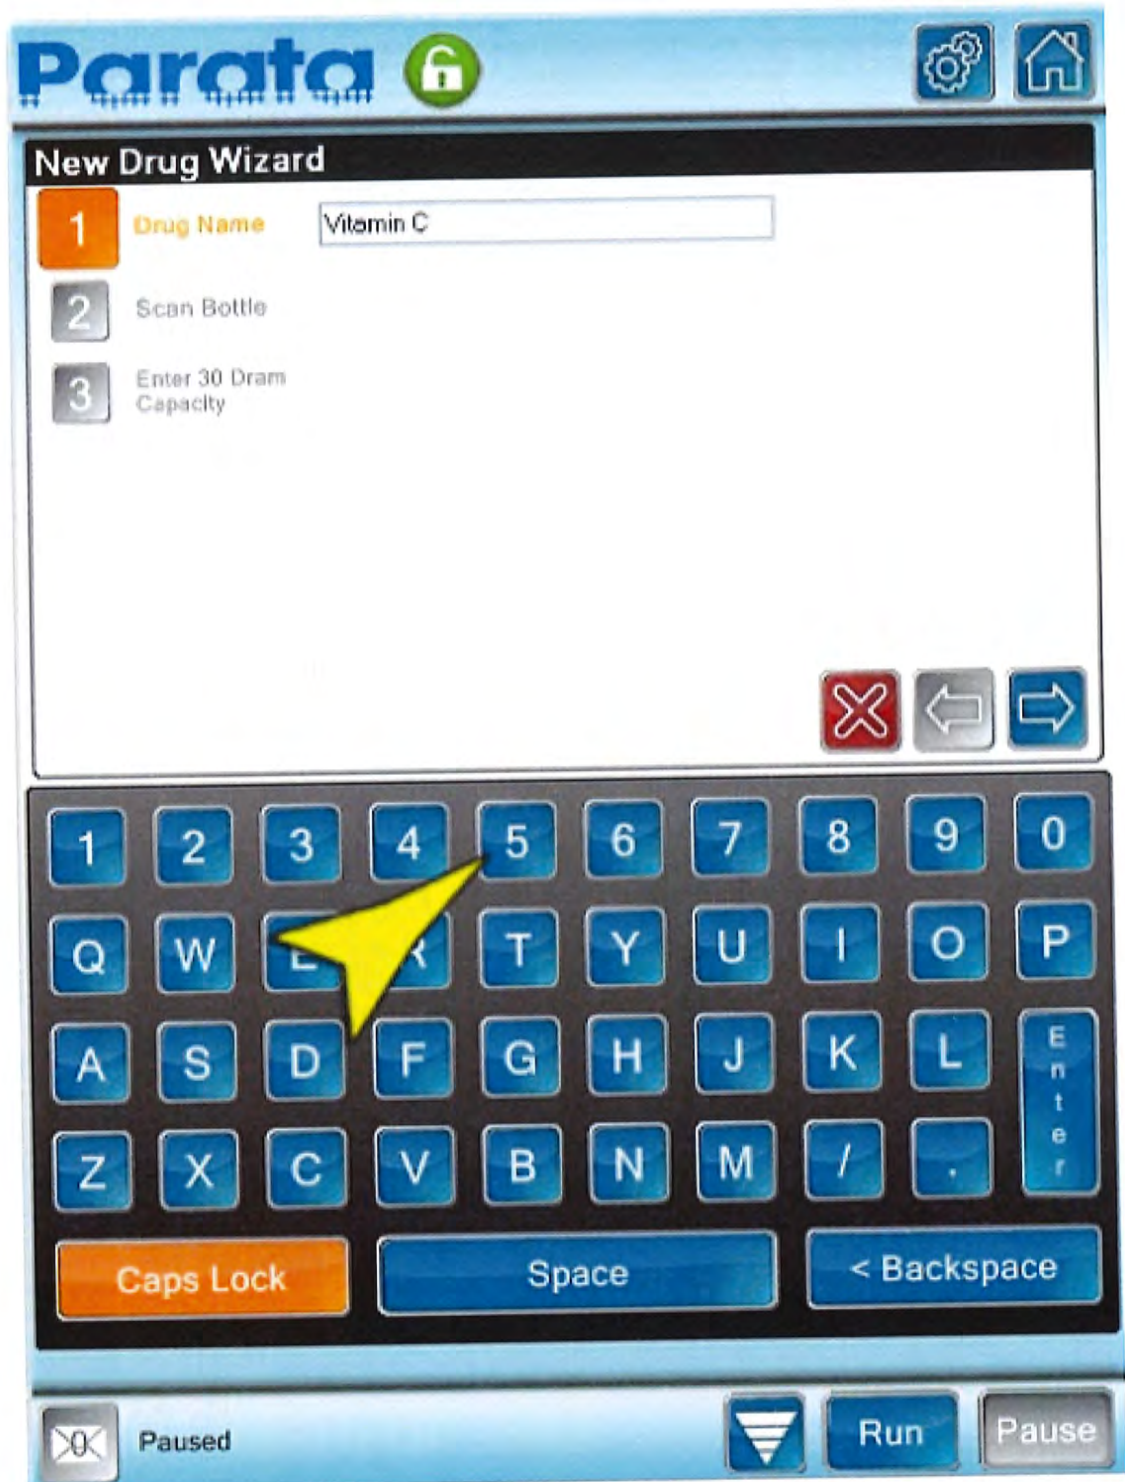 Parata
New Drug Wizard
1 Drug Name Vitamin C
2 Scan Bottle
3 Enter 30 Dram
Capacity
1 2 3 4 5 6 7 8 9 0
Q W E R T Y U I O P
A S D F G H J K L Enter
Z X C V B N M / .
Caps Lock Space < Backspace
0 Paused Run Pause